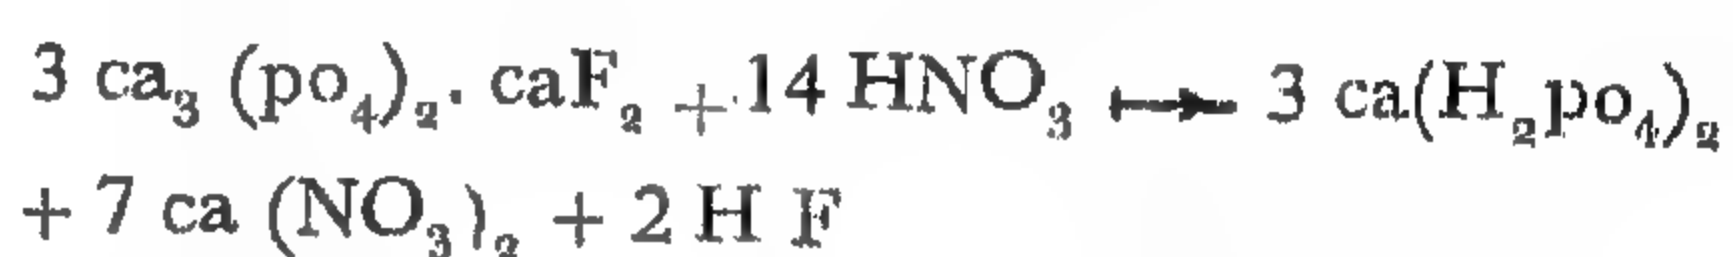 3 ca₃ (po₄)₂. caF₂ + 14 HNO₃ ↦ 3 ca(H₂po₄)₂
+ 7 ca (NO₃)₂ + 2 H F